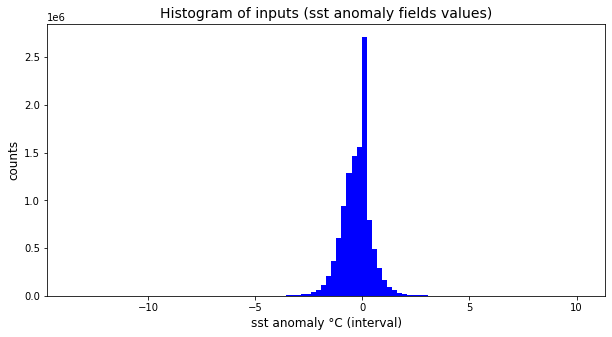 Histogram of inputs (sst anomaly fields values)
1e6
2.5
2.0
1.5
1.0
0.5
0.0
counts
−10
−5
0
5
10
sst anomaly °C (interval)